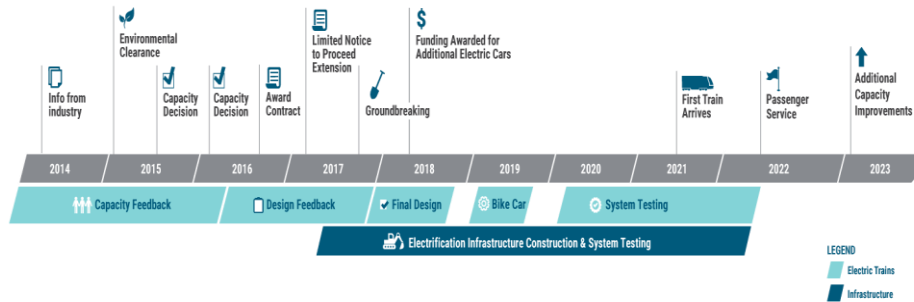 Environmental
Clearance
Limited Notice
to Proceed
Extension
$
Funding Awarded for
Additional Electric Cars
Info from
industry
Capacity
Decision
Capacity
Decision
Award
Contract
Groundbreaking
First Train
Arrives
Passenger
Service
Additional
Capacity
Improvements
2014
2015
2016
2017
2018
2019
2020
2021
2022
2023
Capacity Feedback
Design Feedback
Final Design
Bike Car
System Testing
Electrification Infrastructure Construction & System Testing
LEGEND
Electric Trains
Infrastructure